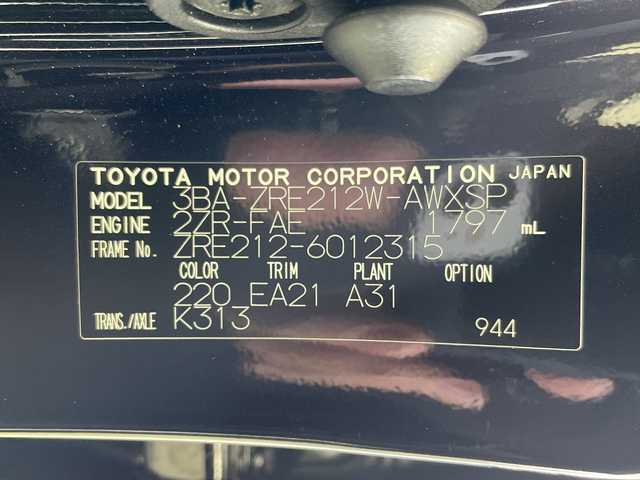 TOYOTA MOTOR CORPORATION JAPAN
MODEL 3BA-ZRE212W-AWXSP
ENGINE 2ZR-FAE 1797 mL
FRAME No. ZRE212-6012315
COLOR TRIM PLANT OPTION
220 EA21 A31
TRANS./AXLE K313 944